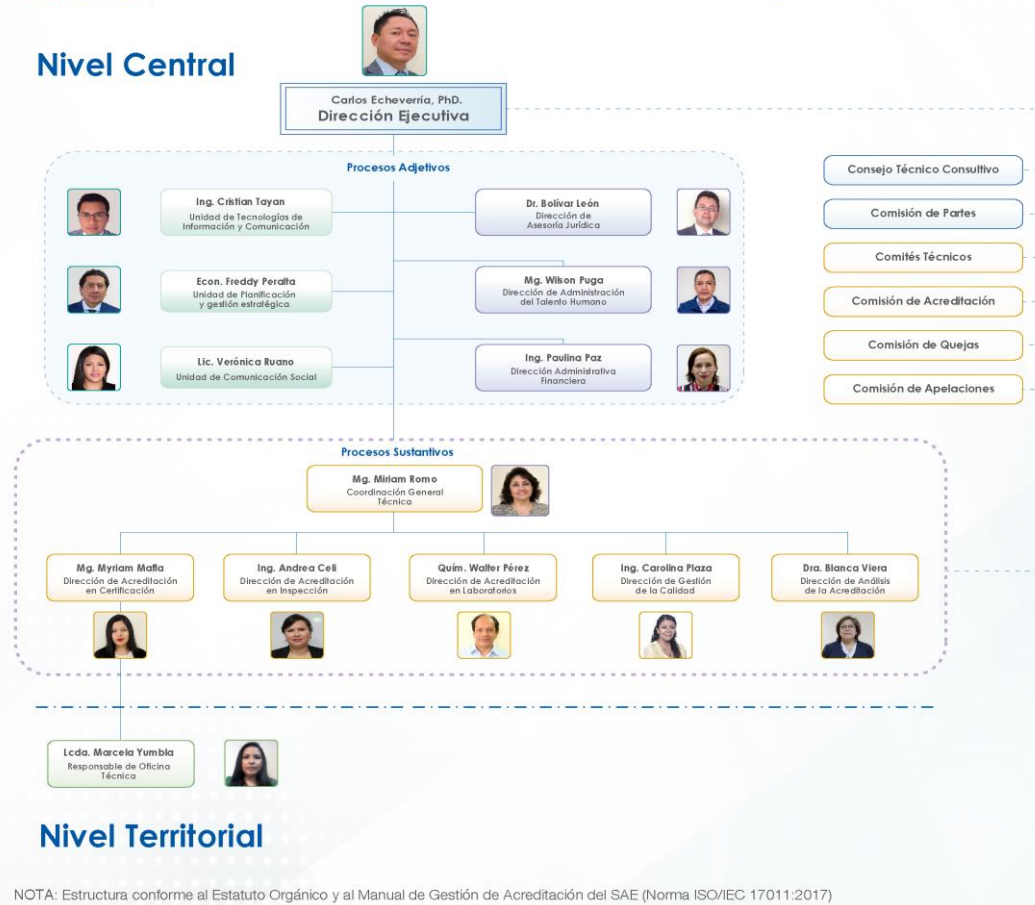 Nivel Central
Carlos Echeverría, PhD.
Dirección Ejecutiva
Procesos Adjetivos
Ing. Cristian Tayan
Unidad de Tecnologías de
Información y Comunicación
Dr. Bolívar León
Dirección de
Asesoría Jurídica
Econ. Freddy Peralta
Unidad de Planificación
y gestión estratégica
Mg. Wilson Puga
Dirección de Administración
del Talento Humano
Lic. Verónica Ruano
Unidad de Comunicación Social
Ing. Paulina Paz
Dirección Administrativa
Financiera
Consejo Técnico Consultivo
Comisión de Partes
Comités Técnicos
Comisión de Acreditación
Comisión de Quejas
Comisión de Apelaciones
Procesos Sustantivos
Mg. Miriam Romo
Coordinación General
Técnica
Mg. Myriam Mafla
Dirección de Acreditación
en Certificación
Ing. Andrea Celi
Dirección de Acreditación
en Inspección
Quím. Walter Pérez
Dirección de Acreditación
en Laboratorios
Ing. Carolina Plaza
Dirección de Gestión
de la Calidad
Dra. Blanca Viera
Dirección de Análisis
de la Acreditación
Lcda. Marcela Yumbla
Responsable de Oficina
Técnica
Nivel Territorial
NOTA: Estructura conforme al Estatuto Orgánico y al Manual de Gestión de Acreditación del SAE (Norma ISO/IEC 17011:2017)